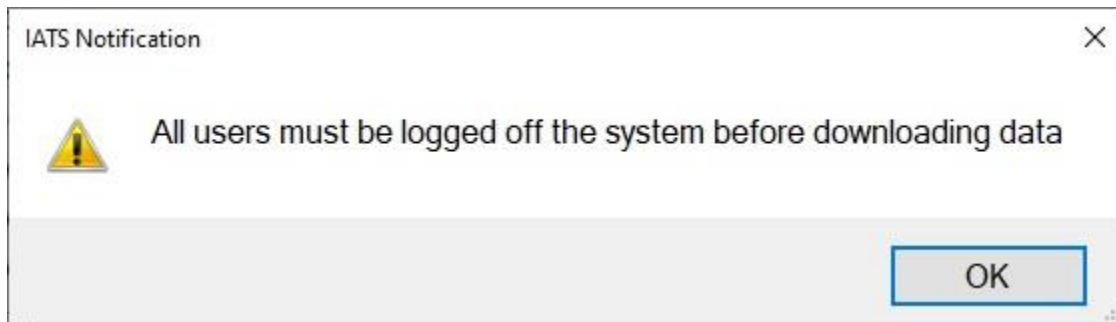 IATS Notification
All users must be logged off the system before downloading data
OK